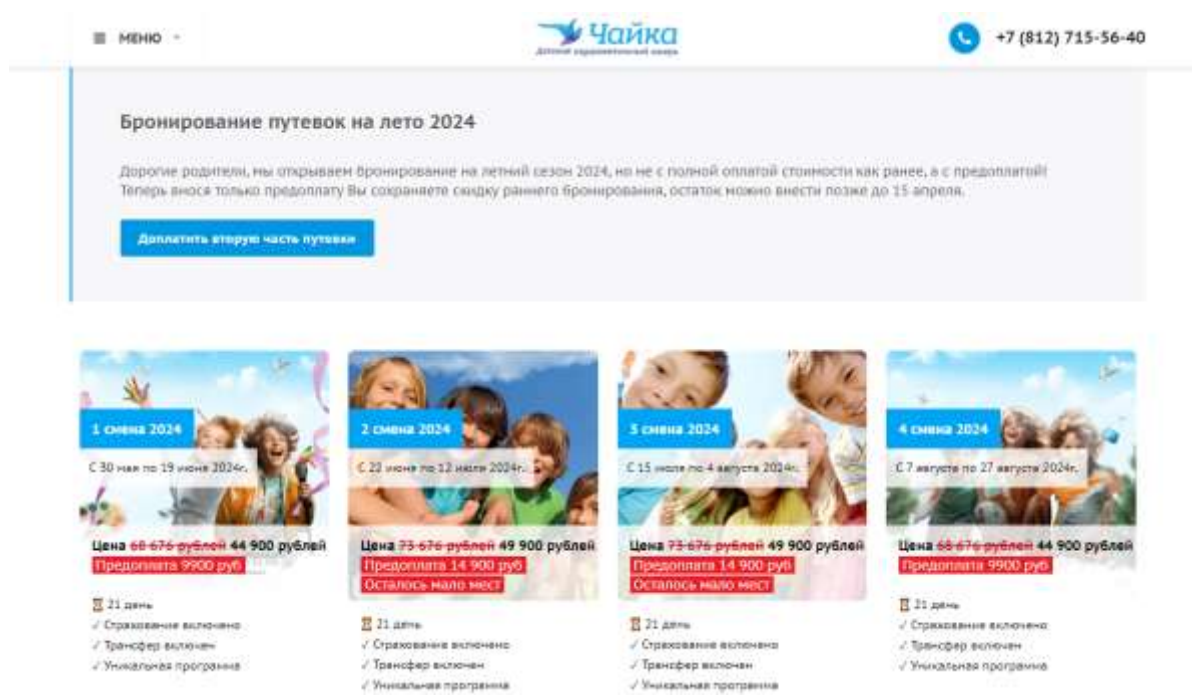 МЕНЮ
Чайка
Детский оздоровительный лагерь
+7 (812) 715-56-40
Бронирование путевок на лето 2024
Дорогие родители, мы открываем бронирование на летний сезон 2024, но не с полной оплатой стоимости как ранее, а с предоплатой!
Теперь внося только предоплату Вы сохраняете скидку раннего бронирования, остаток можно внести позже до 15 апреля.
Доплатить вторую часть путевки
1 смена 2024
С 30 мая по 19 июня 2024г.
Цена 68 676 рублей 44 900 рублей
Предоплата 9900 руб
21 день
✓ Страхование включено
✓ Трансфер включен
✓ Уникальная программа
2 смена 2024
С 22 июня по 12 июля 2024г.
Цена 73 676 рублей 49 900 рублей
Предоплата 14 900 руб
Осталось мало мест
21 день
✓ Страхование включено
✓ Трансфер включен
✓ Уникальная программа
3 смена 2024
С 15 июля по 4 августа 2024г.
Цена 73 676 рублей 49 900 рублей
Предоплата 14 900 руб
Осталось мало мест
21 день
✓ Страхование включено
✓ Трансфер включен
✓ Уникальная программа
4 смена 2024
С 7 августа по 27 августа 2024г.
Цена 68 676 рублей 44 900 рублей
Предоплата 9900 руб
21 день
✓ Страхование включено
✓ Трансфер включен
✓ Уникальная программа